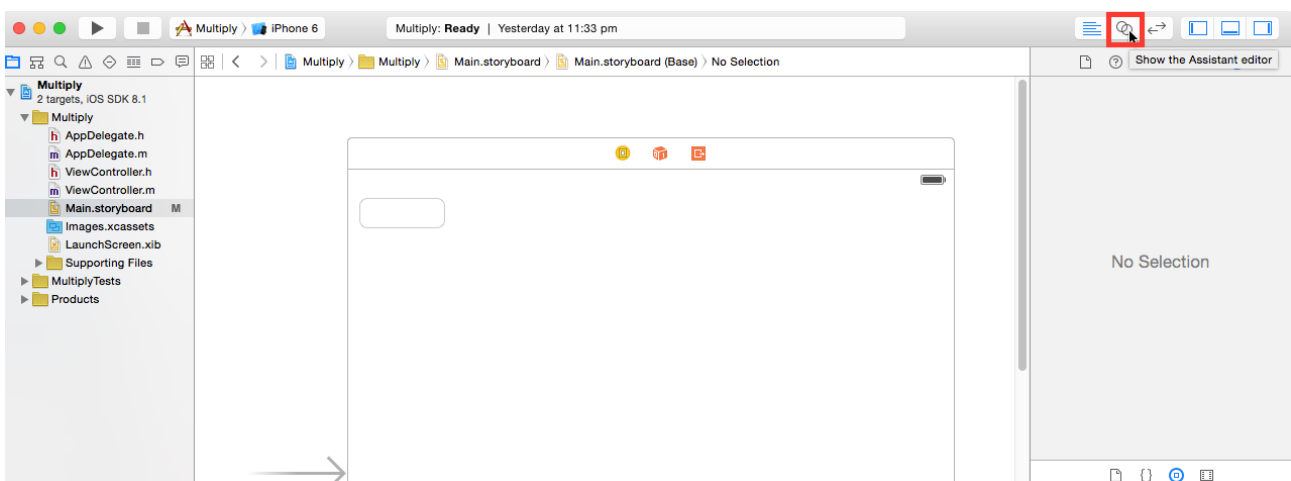 Multiply 〉 iPhone 6
Multiply: Ready | Yesterday at 11:33 pm
Multiply 〉 Multiply 〉 Main.storyboard 〉 Main.storyboard (Base) 〉 No Selection
Show the Assistant editor
Multiply
2 targets, iOS SDK 8.1
Multiply
h AppDelegate.h
m AppDelegate.m
h ViewController.h
m ViewController.m
Main.storyboard M
Images.xcassets
LaunchScreen.xib
Supporting Files
MultiplyTests
Products
No Selection